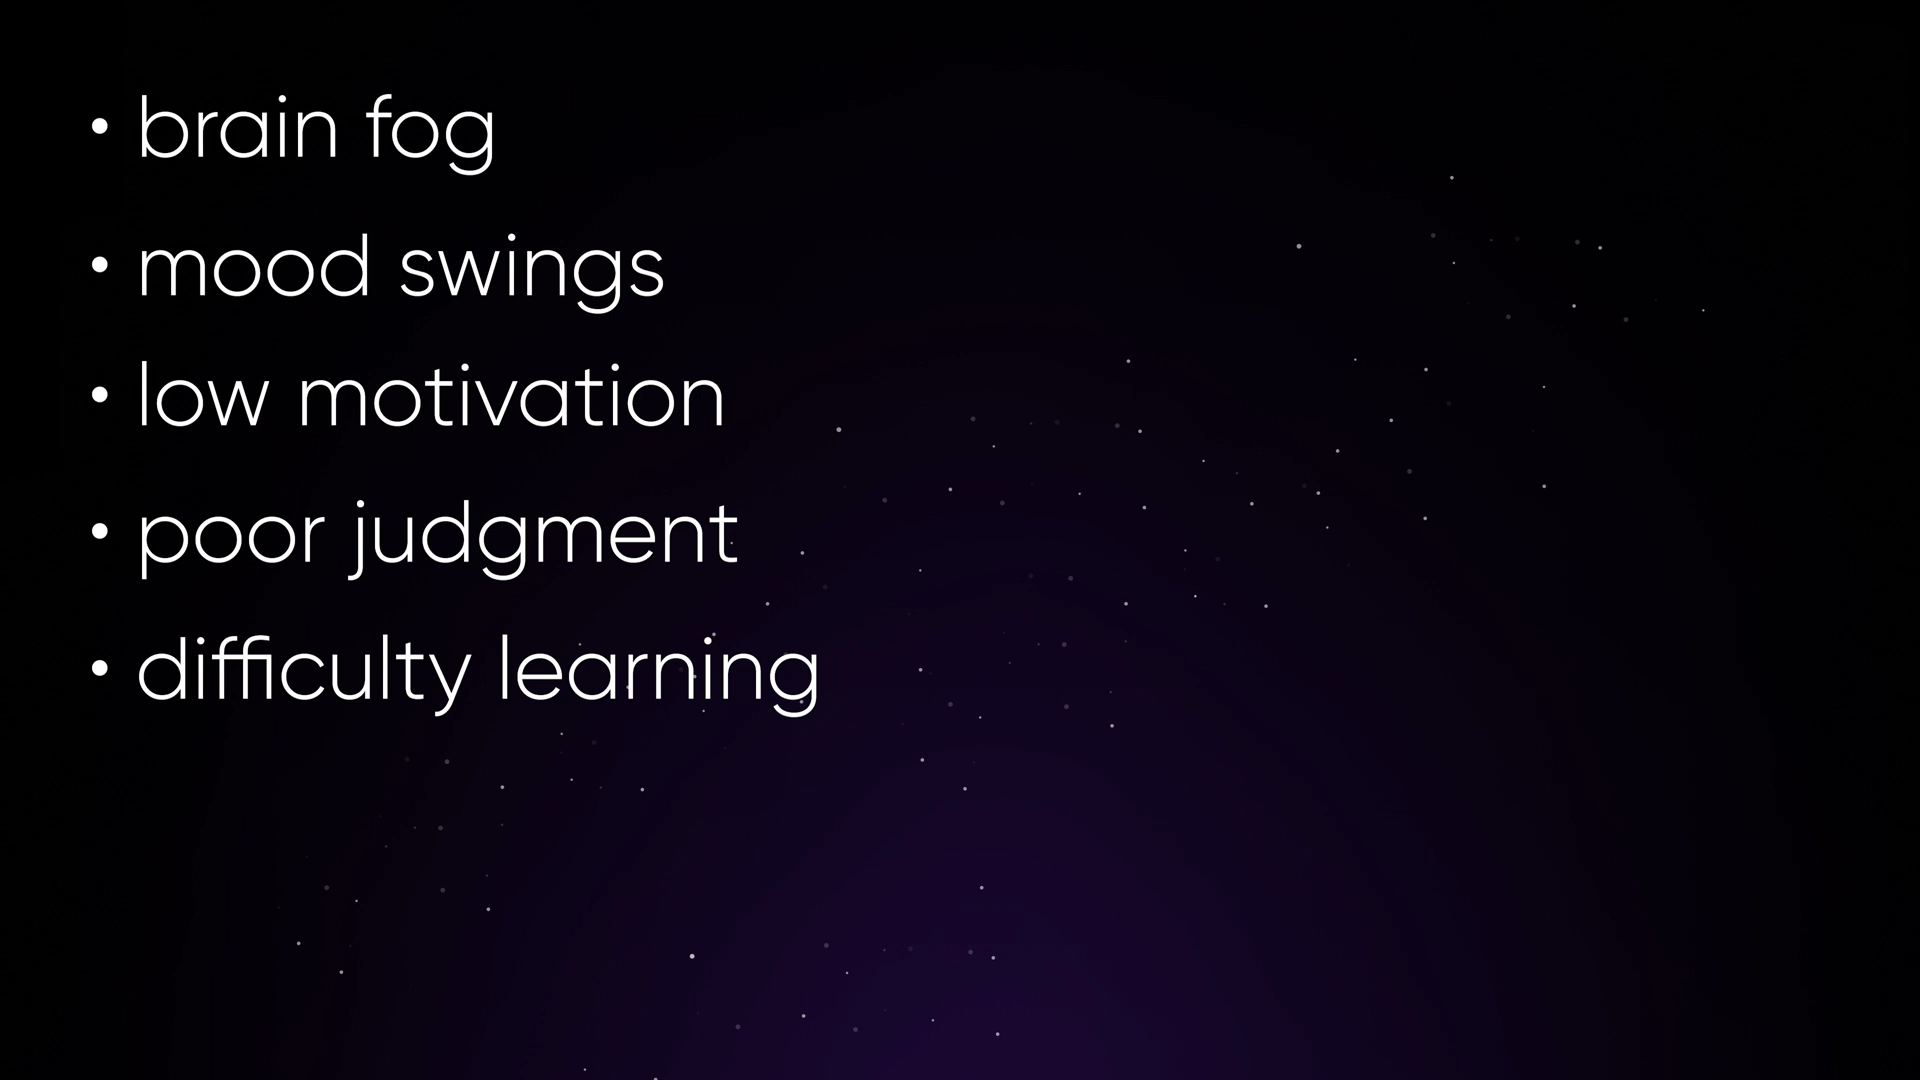 • brain fog
• mood swings
• low motivation
• poor judgment
• difficulty learning